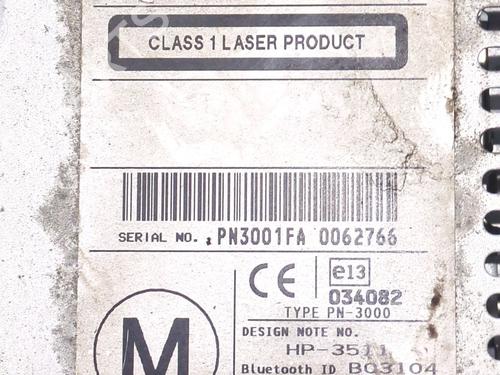 CLASS 1 LASER PRODUCT
SERIAL NO. PN3001FA 0062766
CE e13
034082
TYPE PN-3000
DESIGN NOTE NO.
M
HP-3511
Bluetooth ID BQ3104